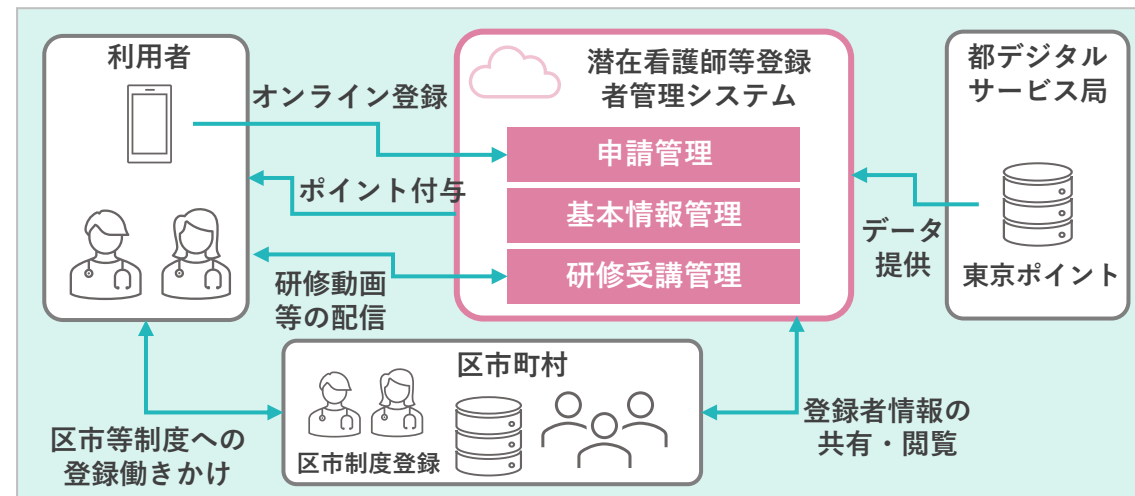 利用者
オンライン登録
ポイント付与
研修動画
等の配信
潜在看護師等登録
者管理システム
申請管理
基本情報管理
研修受講管理
都デジタル
サービス局
データ
提供
東京ポイント
区市町村
区市制度登録
区市等制度への
登録働きかけ
登録者情報の
共有・閲覧